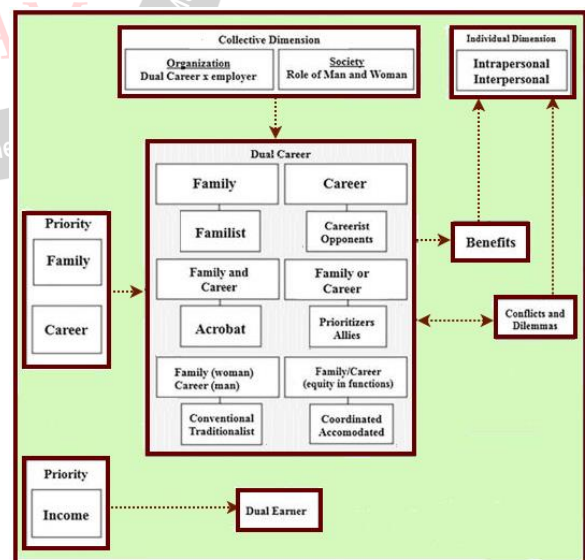 Collective Dimension
Organization
Dual Career x employer
Society
Role of Man and Woman
Individual Dimension
Intrapersonal
Interpersonal
Dual Career
Family
Career
Familist
Careerist
Opponents
Family and
Career
Family or
Career
Acrobat
Prioritizers
Allies
Family (woman)
Career (man)
Family/Career
(equity in functions)
Conventional
Traditionalist
Coordinated
Accomodated
Priority
Family
Career
Benefits
Conflicts and
Dilemmas
Priority
Income
Dual Earner